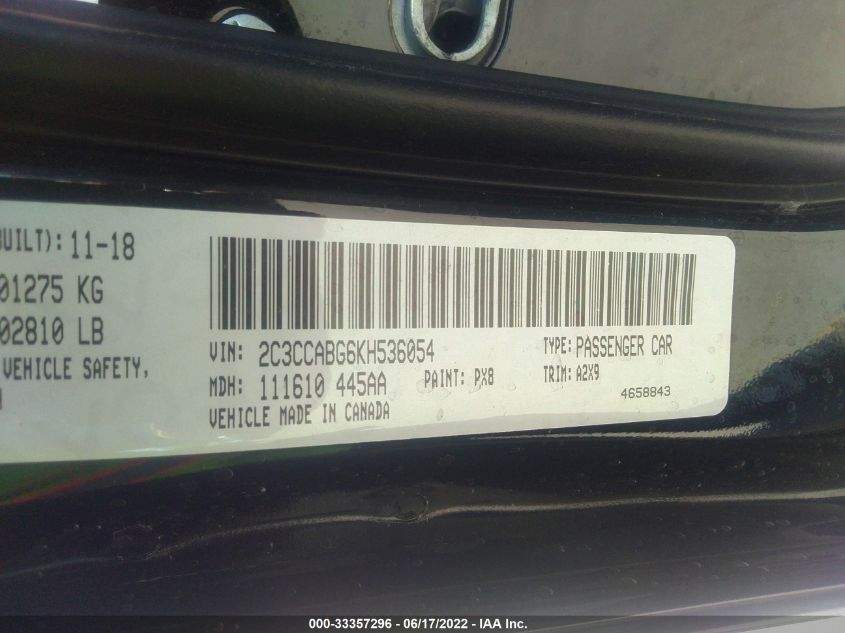 BUILT): 11-18
01275 KG
02810 LB
VEHICLE SAFETY,
VIN: 2C3CCABG6KH536054 TYPE: PASSENGER CAR
MDH: 111610 445AA PAINT: PX8 TRIM: A2X9
VEHICLE MADE IN CANADA 4658843
000-33357296 - 06/17/2022 - IAA Inc.